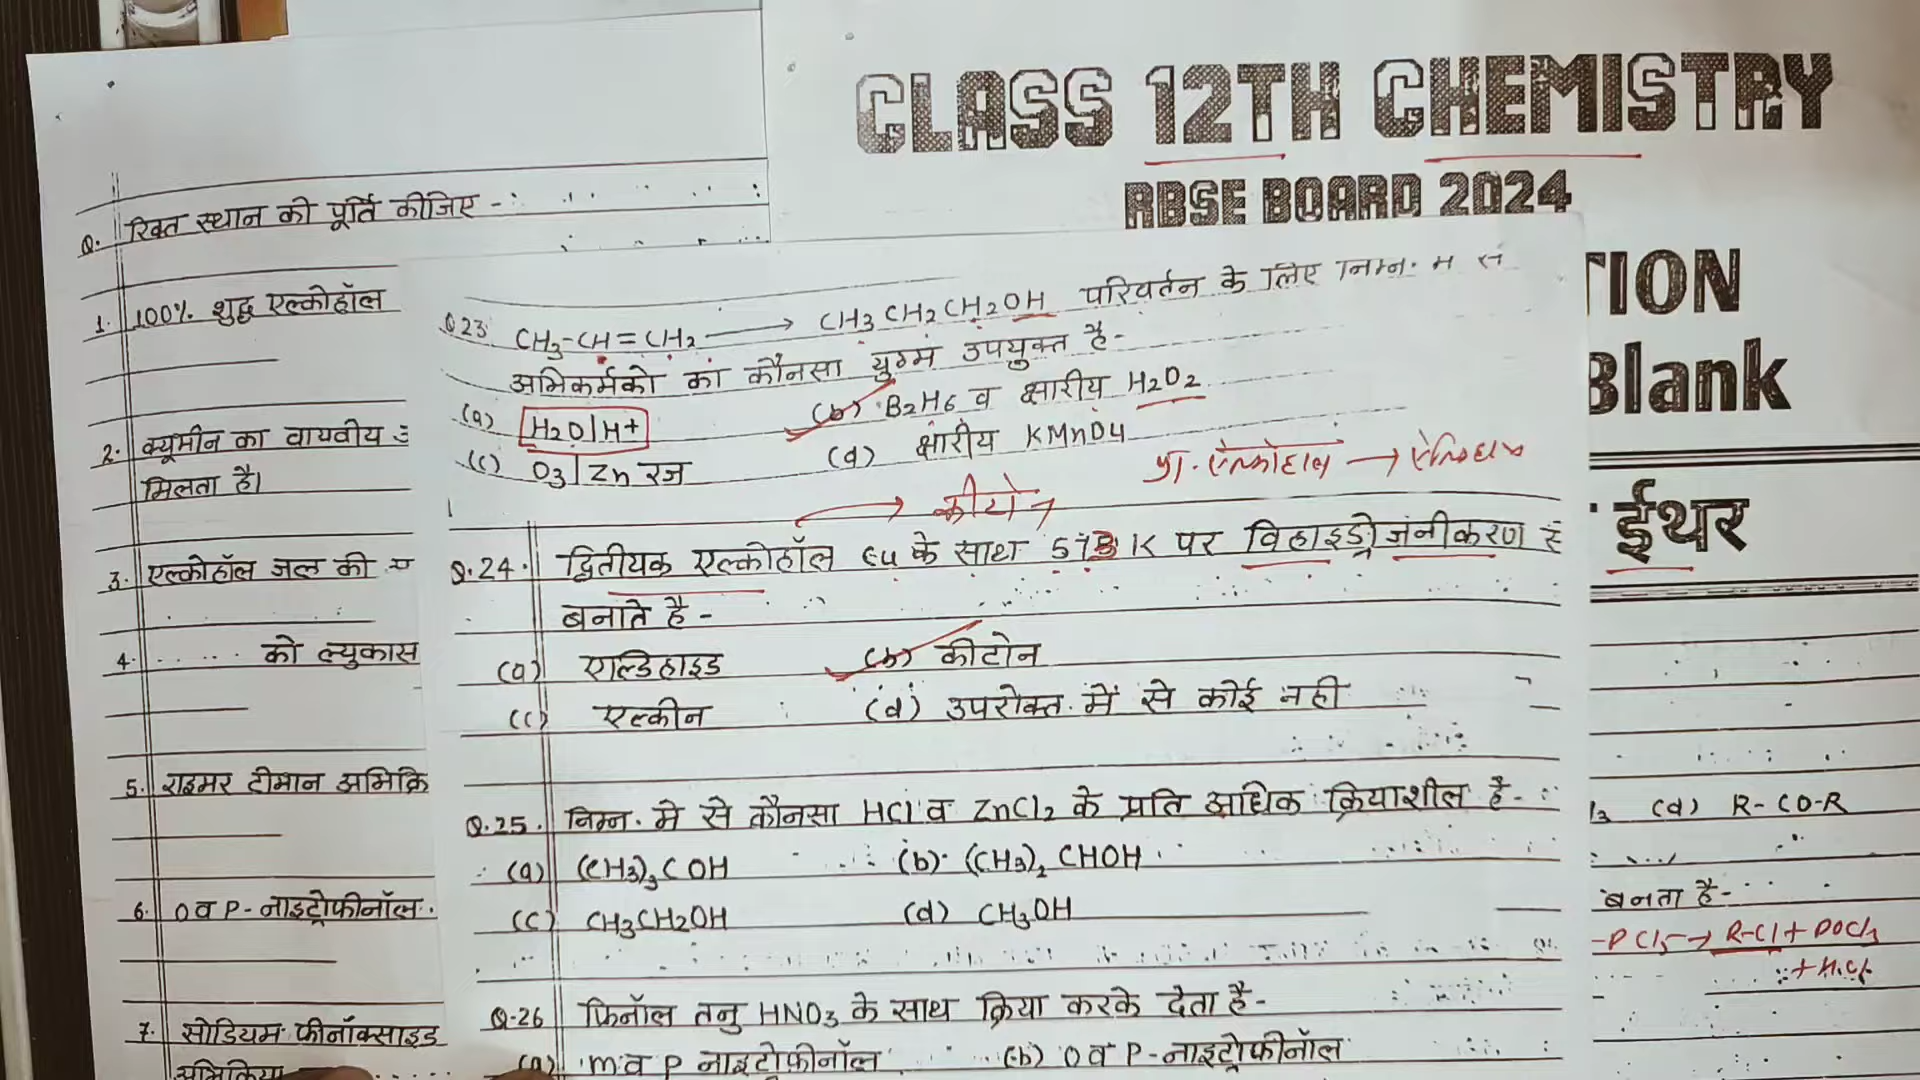 CLASS 12TH CHEMISTRY
RBSE BOARD 2024
TION
Blank
ईथर
Q. रिक्त स्थान की पूर्ति कीजिए -:
1. 100% शुद्ध एल्कोहॉल
2. क्यूमीन का वायवीय
मिलता है।
3. एल्कोहॉल जल की
4. ...... को ल्युकास
5. राइमर टीमान अभिक्रि
6. O व P-नाइट्रोफीनॉल
7. सोडियम फीनॉक्साइड
अभिक्रिया
Q.23 CH3-CH=CH2 ⟶ CH3CH2CH2OH परिवर्तन के लिए निम्न. में से
अभिकर्मको का कौनसा युग्म उपयुक्त है-
(a) H2O/H+ (b) B2H6 व क्षारीय H2O2
(c) O3/Zn रज (d) क्षारीय KMnO4
प्रा. ऐल्कोहॉल →
→ कीटोन
Q.24. द्वितीयक एल्कोहॉल Cu के साथ 573 K पर विहाइड्रोजनीकरण से
बनाते है-
(a) एल्डिहाइड (b) कीटोन
(c) एल्कीन (d) उपरोक्त में से कोई नही
Q.25. निम्न. मे से कौनसा HCl व ZnCl2 के प्रति अधिक क्रियाशील है-
(a) (CH3)3COH (b) (CH3)2CHOH
(c) CH3CH2OH (d) CH3OH
Q.26 फिनॉल तनु HNO3 के साथ क्रिया करके देता है-
(a) m व P नाइट्रोफीनॉल (b) O व P-नाइट्रोफीनॉल
(d) R-CO-R
बनता है-
-PCl5 → R-Cl + POCl3
+ HCl